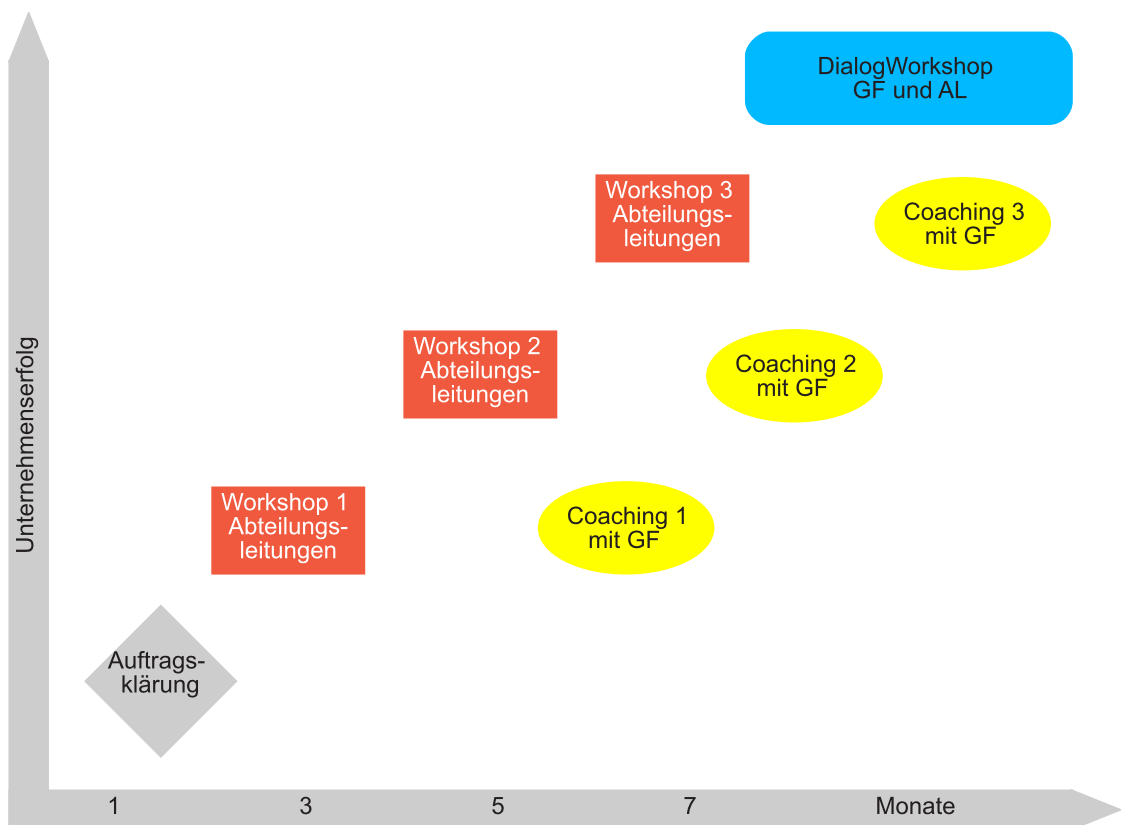 DialogWorkshop
GF und AL
Workshop 3
Abteilungs-
leitungen
Coaching 3
mit GF
Workshop 2
Abteilungs-
leitungen
Coaching 2
mit GF
Unternehmenserfolg
Workshop 1
Abteilungs-
leitungen
Coaching 1
mit GF
Auftrags-
klärung
1 3 5 7 Monate